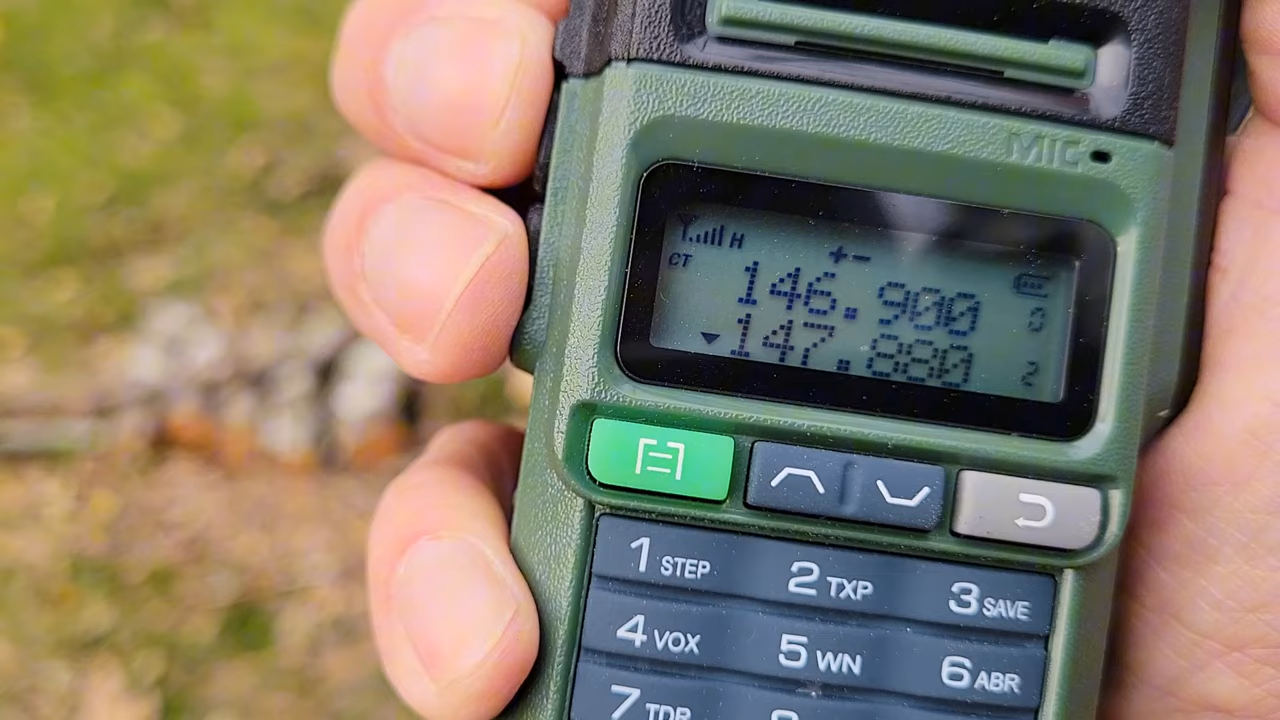 MIC
H +-
CT 146.900 0
147.880 2
1 STEP 2 TXP 3 SAVE
4 VOX 5 WN 6 ABR
7 TDR